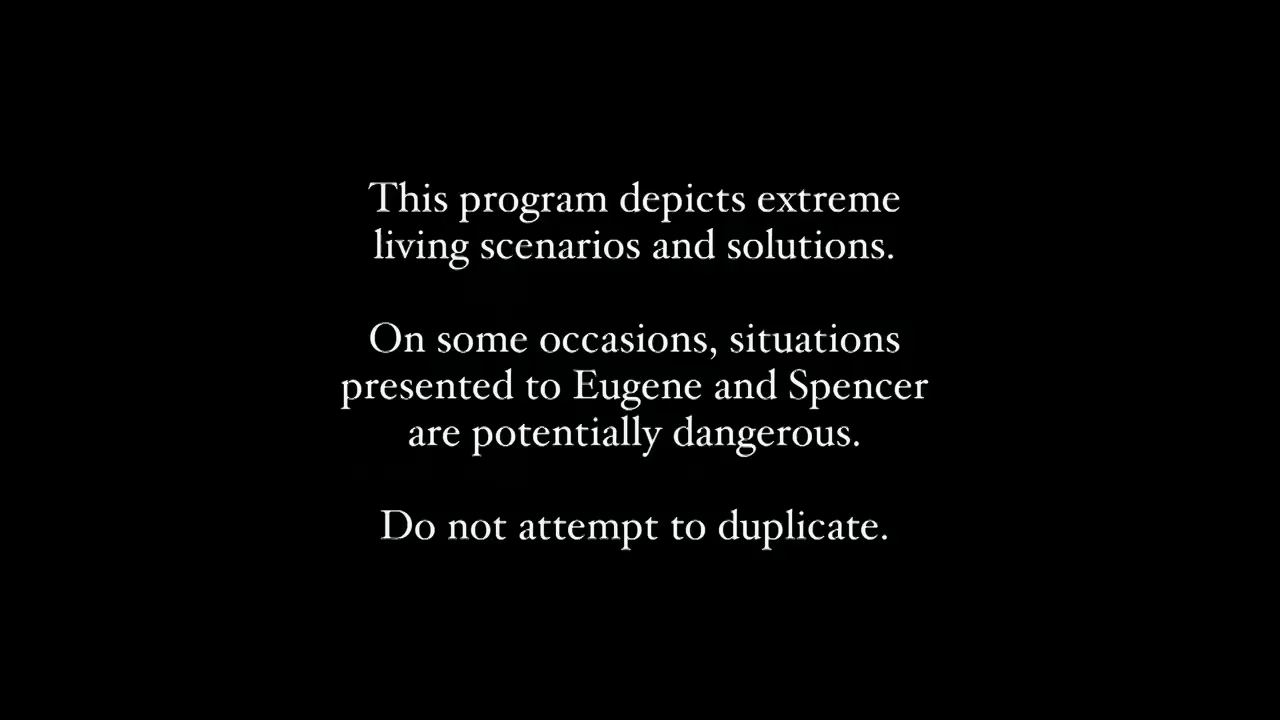 This program depicts extreme
living scenarios and solutions.
On some occasions, situations
presented to Eugene and Spencer
are potentially dangerous.
Do not attempt to duplicate.